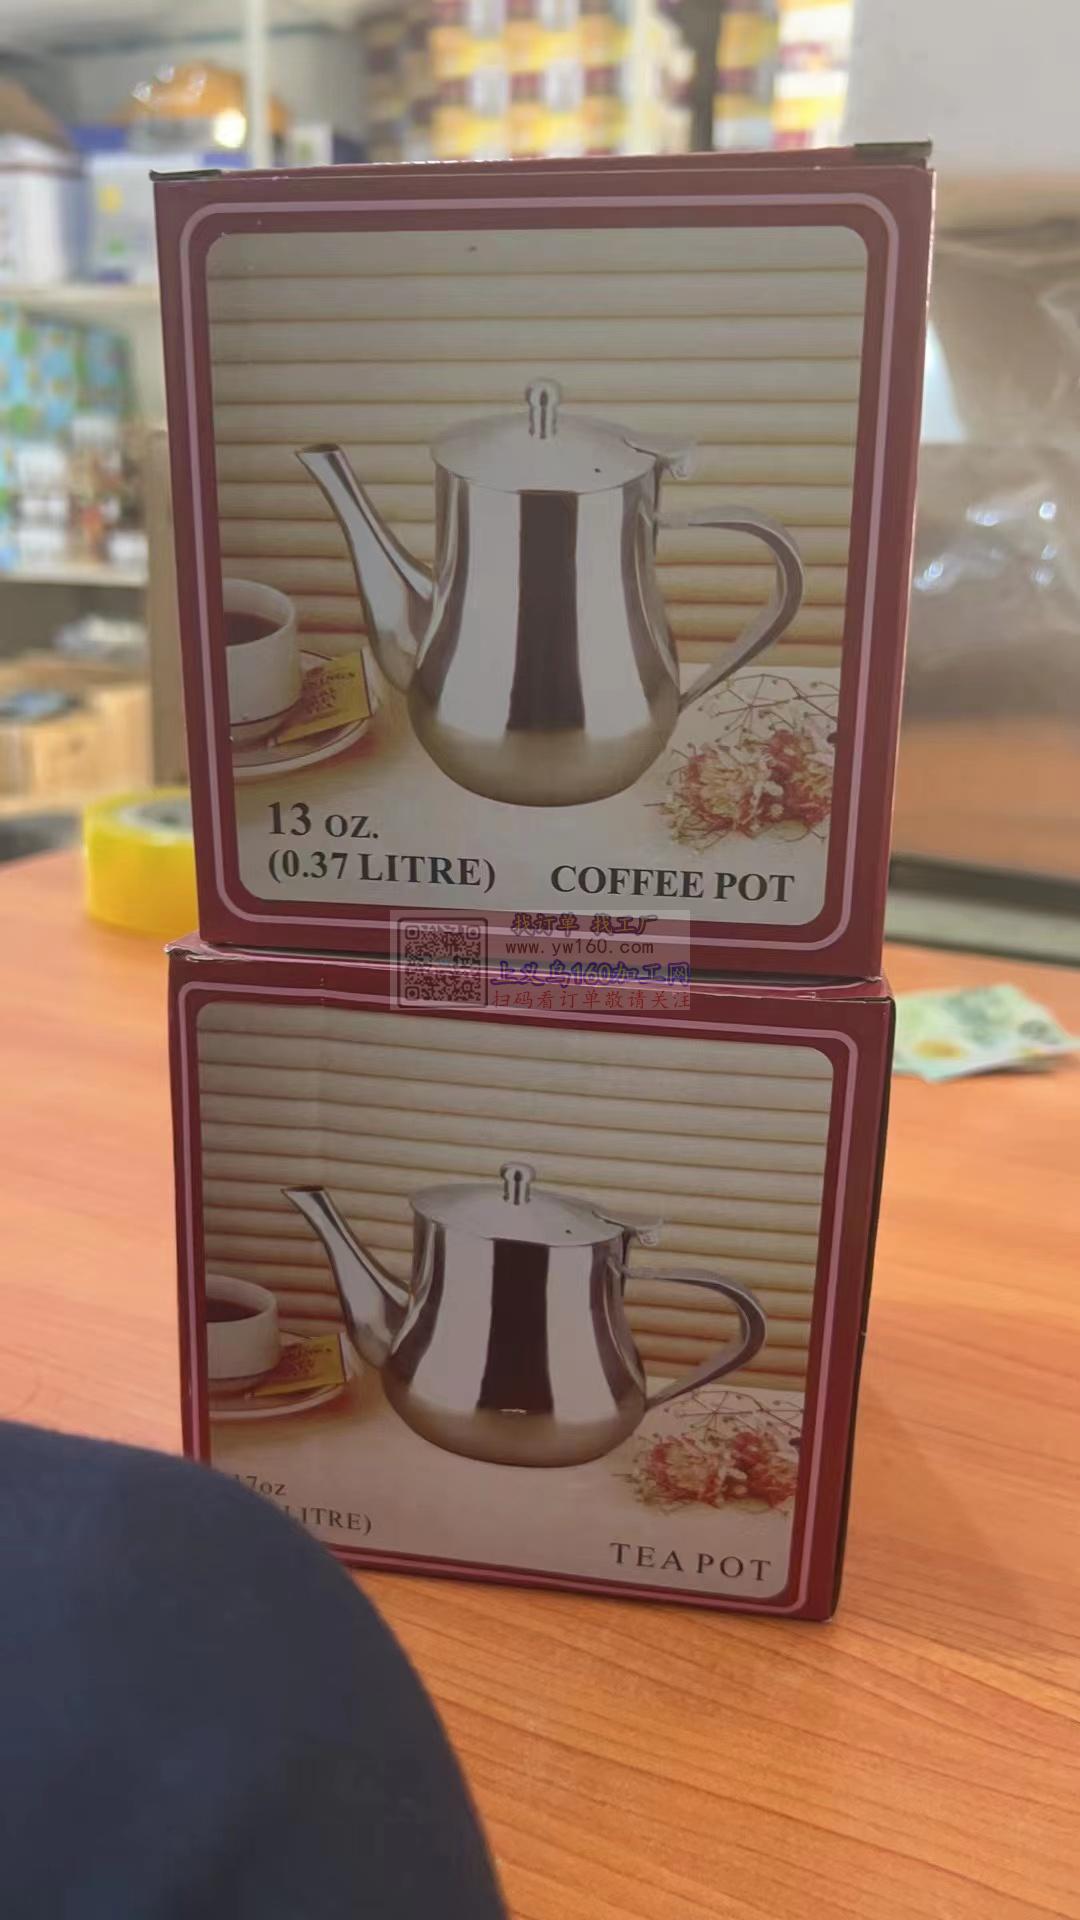 13 OZ.
(0.37 LITRE)
COFFEE POT
找订单 找工厂
www.yw160.com
上义乌160加工网
扫码看订单敬请关注
17oz
LITRE)
TEA POT